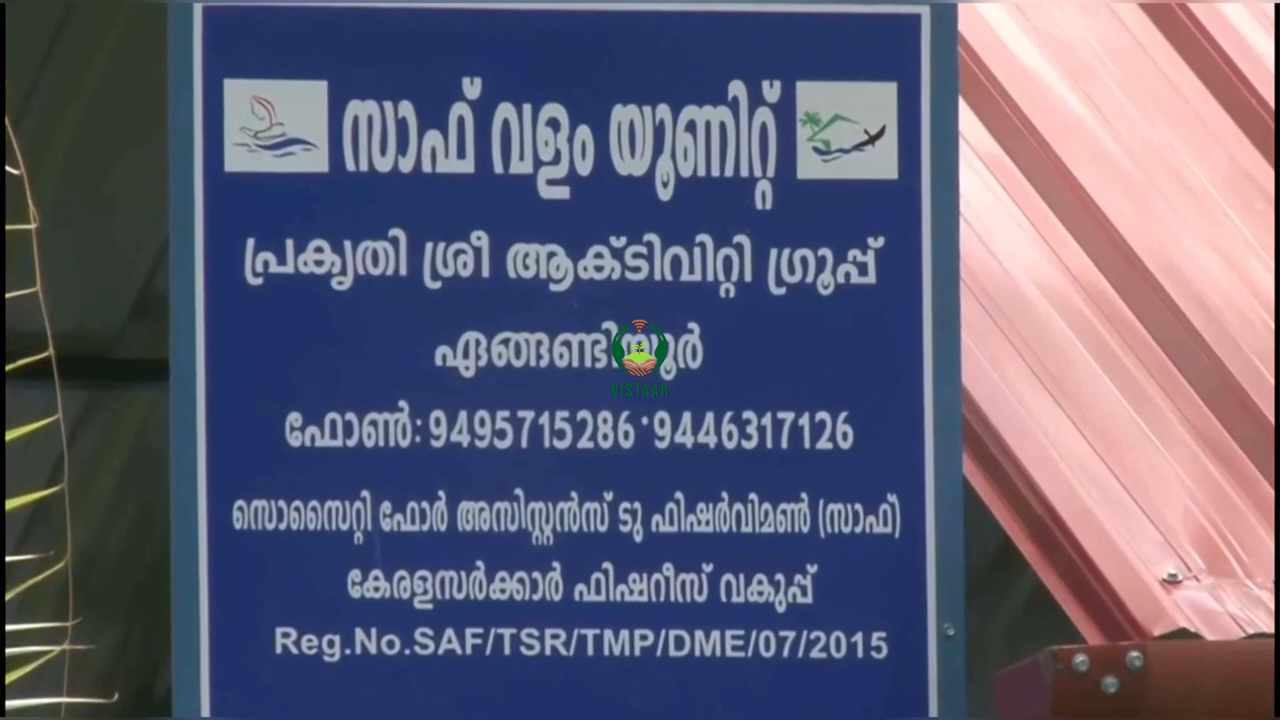 സാഫ് വളം യൂണിറ്റ്
പ്രകൃതി ശ്രീ ആക്ടിവിറ്റി ഗ്രൂപ്പ്
ഏങ്ങണ്ടിയൂർ
VISTAAR
ഫോൺ: 9495715286 · 9446317126
സൊസൈറ്റി ഫോർ അസിസ്റ്റൻസ് ടു ഫിഷർവിമൺ (സാഫ്)
കേരളസർക്കാർ ഫിഷറീസ് വകുപ്പ്
Reg.No.SAF/TSR/TMP/DME/07/2015